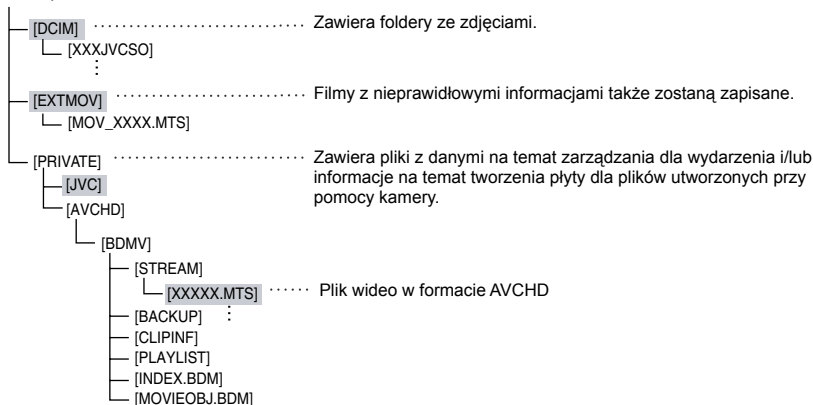 [DCIM] Zawiera foldery ze zdjęciami.
[XXXJVCSO]
[EXTMOV] Filmy z nieprawidłowymi informacjami także zostaną zapisane.
[MOV_XXXX.MTS]
[PRIVATE] Zawiera pliki z danymi na temat zarządzania dla wydarzenia i/lub
informacje na temat tworzenia płyty dla plików utworzonych przy
pomocy kamery.
[JVC]
[AVCHD]
[BDMV]
[STREAM]
[XXXXX.MTS] Plik wideo w formacie AVCHD
[BACKUP]
[CLIPINF]
[PLAYLIST]
[INDEX.BDM]
[MOVIEOBJ.BDM]